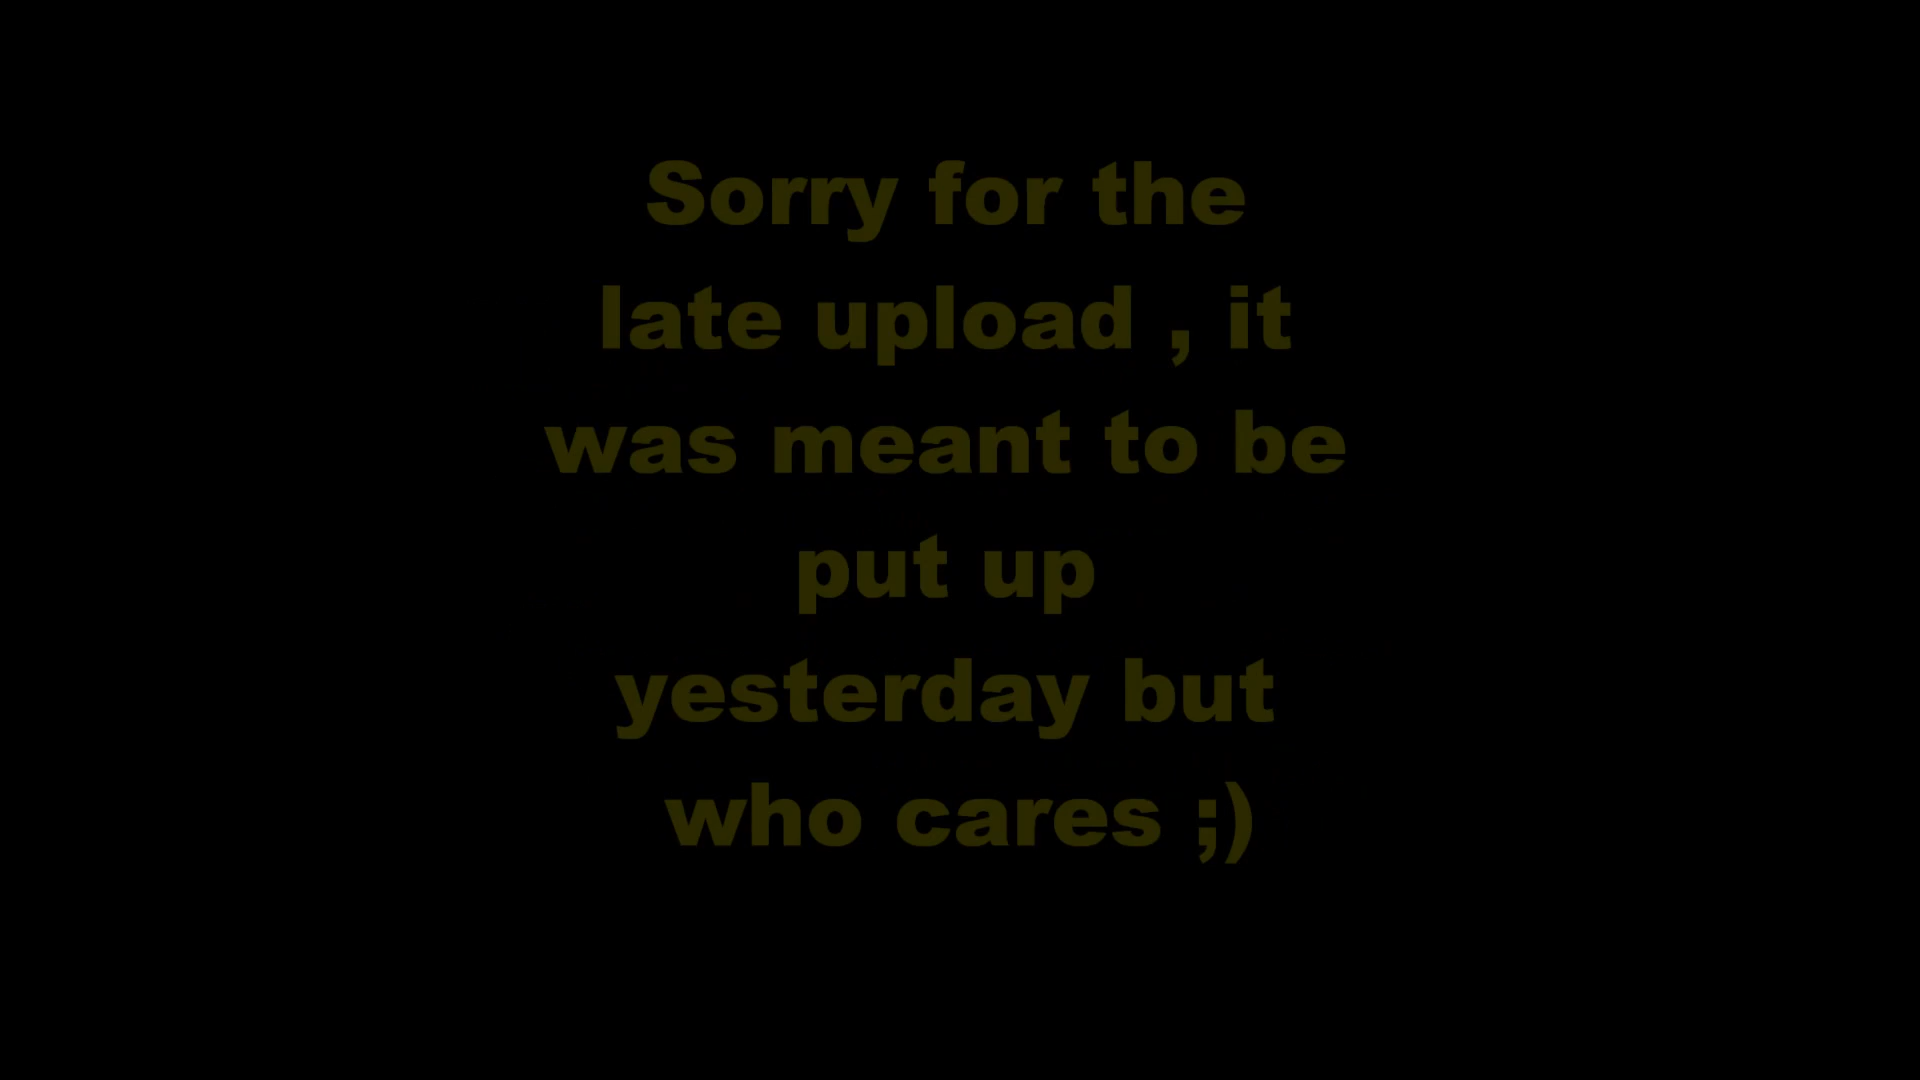 Sorry for the
late upload , it
was meant to be
put up
yesterday but
who cares ;)